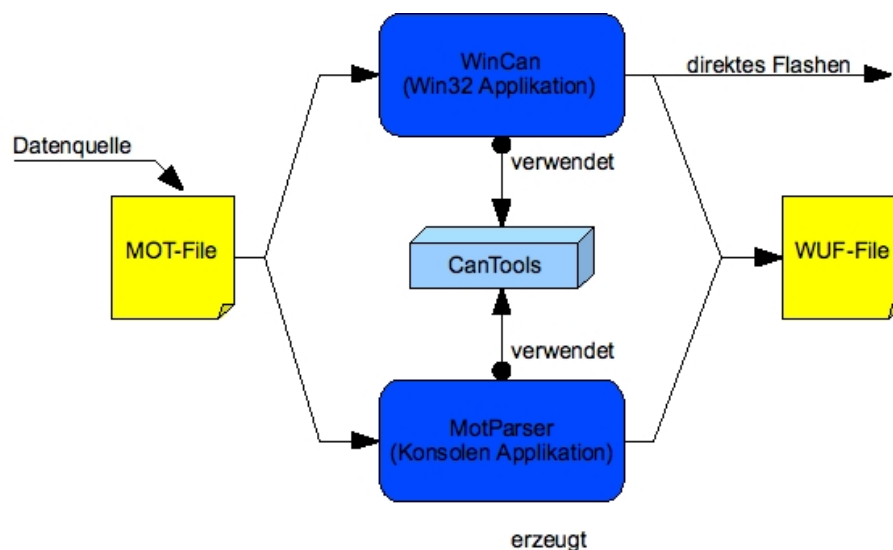 WinCan
(Win32 Applikation)
direktes Flashen
Datenquelle
verwendet
MOT-File
CanTools
WUF-File
verwendet
MotParser
(Konsolen Applikation)
erzeugt